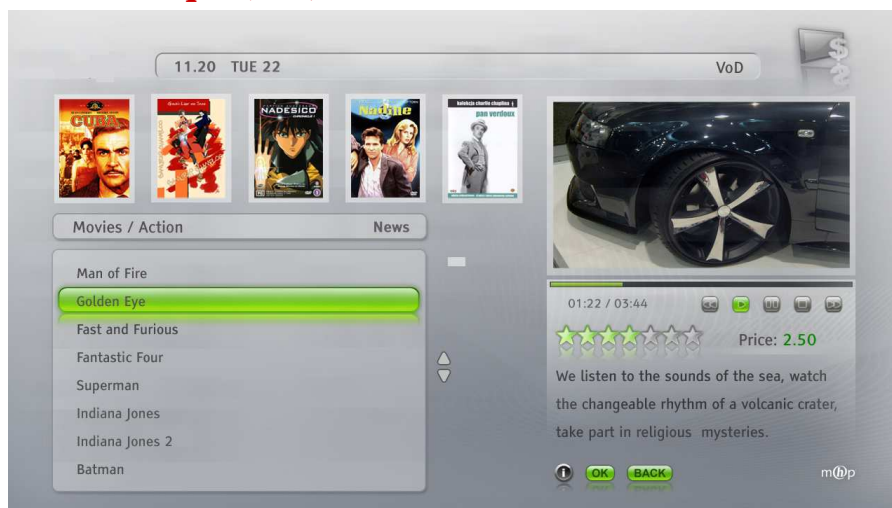 11.20 TUE 22
VoD
CUBA
NADESICO
pan verdoux
Movies / Action News
Man of Fire
Golden Eye
Fast and Furious
Fantastic Four
Superman
Indiana Jones
Indiana Jones 2
Batman
01:22 / 03:44
Price: 2.50
We listen to the sounds of the sea, watch
the changeable rhythm of a volcanic crater,
take part in religious mysteries.
i OK BACK
mhp